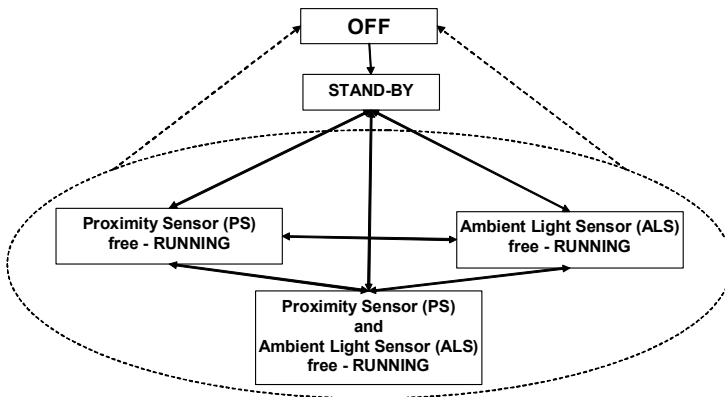 OFF
STAND-BY
Proximity Sensor (PS)
free - RUNNING
Ambient Light Sensor (ALS)
free - RUNNING
Proximity Sensor (PS)
and
Ambient Light Sensor (ALS)
free - RUNNING